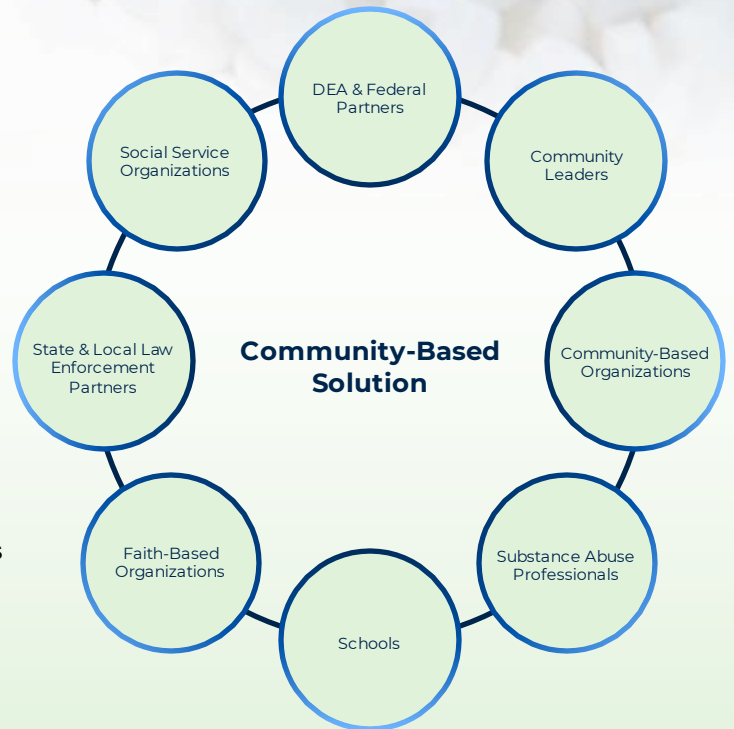 DEA & Federal
Partners
Social Service
Organizations
Community
Leaders
State & Local Law
Enforcement
Partners
Community-Based
Solution
Community-Based
Organizations
s
Faith-Based
Organizations
Substance Abuse
Professionals
Schools